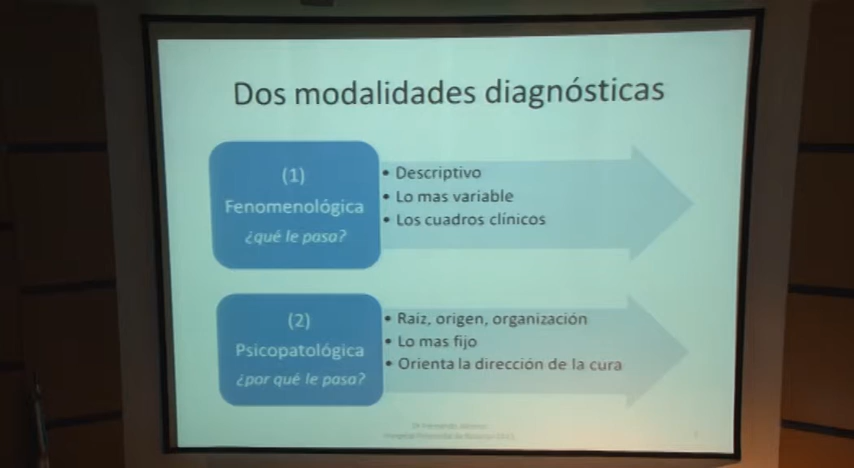 Dos modalidades diagnósticas
(1)
Fenomenológica
¿qué le pasa?
• Descriptivo
• Lo mas variable
• Los cuadros clínicos
(2)
Psicopatológica
¿por qué le pasa?
• Raíz, origen, organización
• Lo mas fijo
• Orienta la dirección de la cura